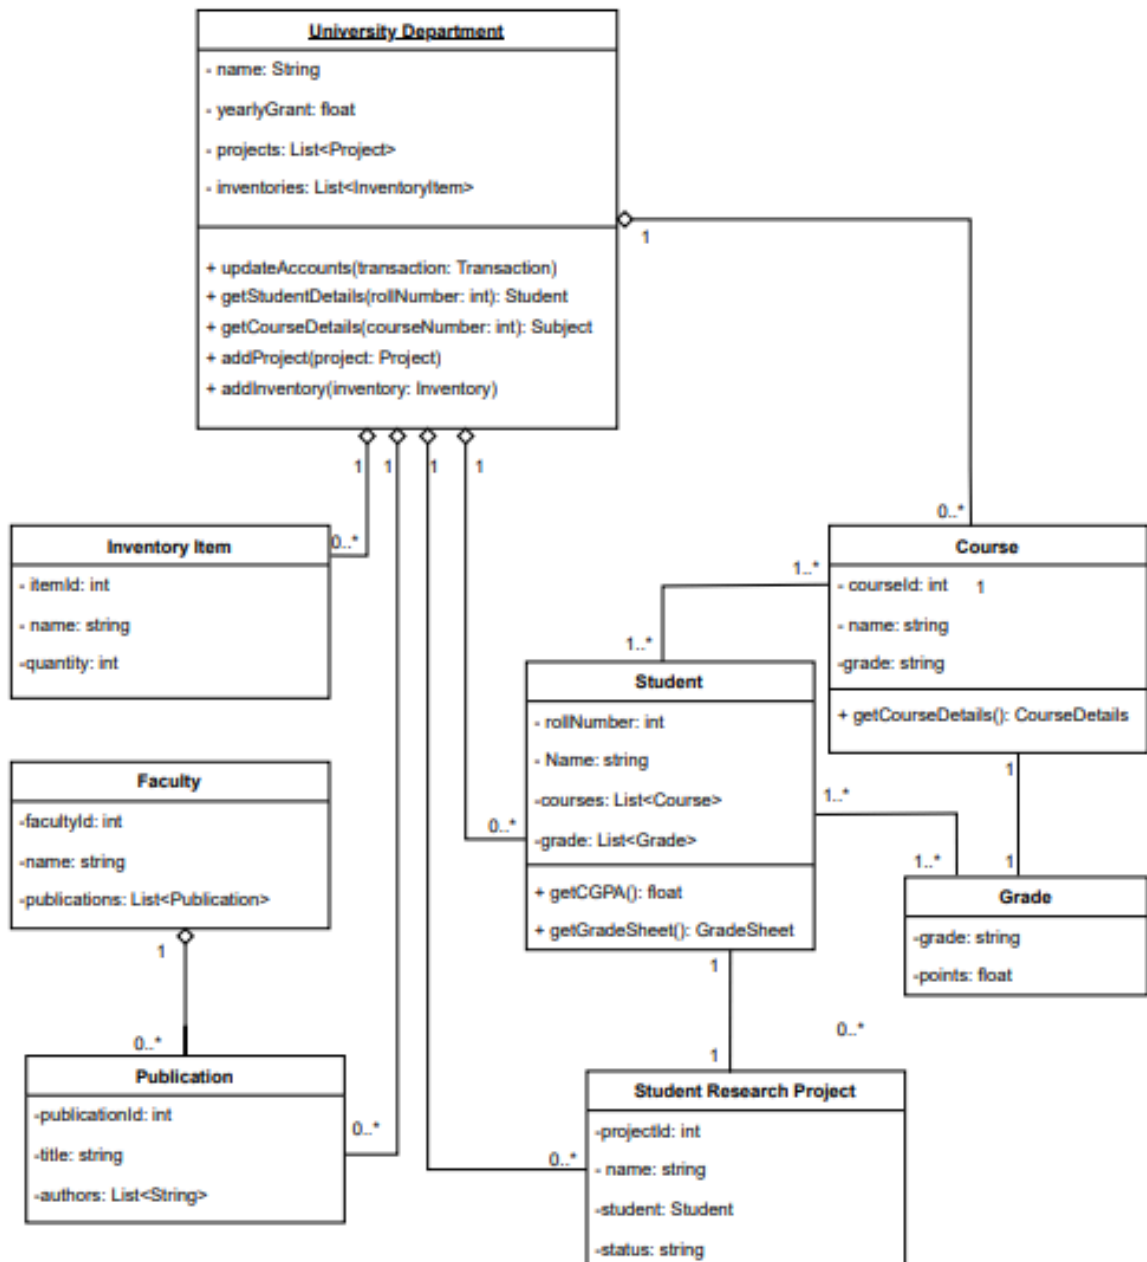 University Department
- name: String
- yearlyGrant: float
- projects: List<Project>
- inventories: List<InventoryItem>
+ updateAccounts(transaction: Transaction)
+ getStudentDetails(rollNumber: int): Student
+ getCourseDetails(courseNumber: int): Subject
+ addProject(project: Project)
+ addInventory(inventory: Inventory)
1
1
1
1
1
0..*
0..*
Inventory Item
- itemId: int
- name: string
-quantity: int
Course
- courseId: int
1
- name: string
-grade: string
+ getCourseDetails(): CourseDetails
1..*
1..*
Student
- rollNumber: int
- Name: string
-courses: List<Course>
-grade: List<Grade>
+ getCGPA(): float
+ getGradeSheet(): GradeSheet
0..*
1..*
1
1..*
1
Faculty
-facultyId: int
-name: string
-publications: List<Publication>
Grade
-grade: string
-points: float
1
0..*
1
1
0..*
Publication
-publicationId: int
-title: string
-authors: List<String>
0..*
0..*
Student Research Project
-projectId: int
- name: string
-student: Student
-status: string